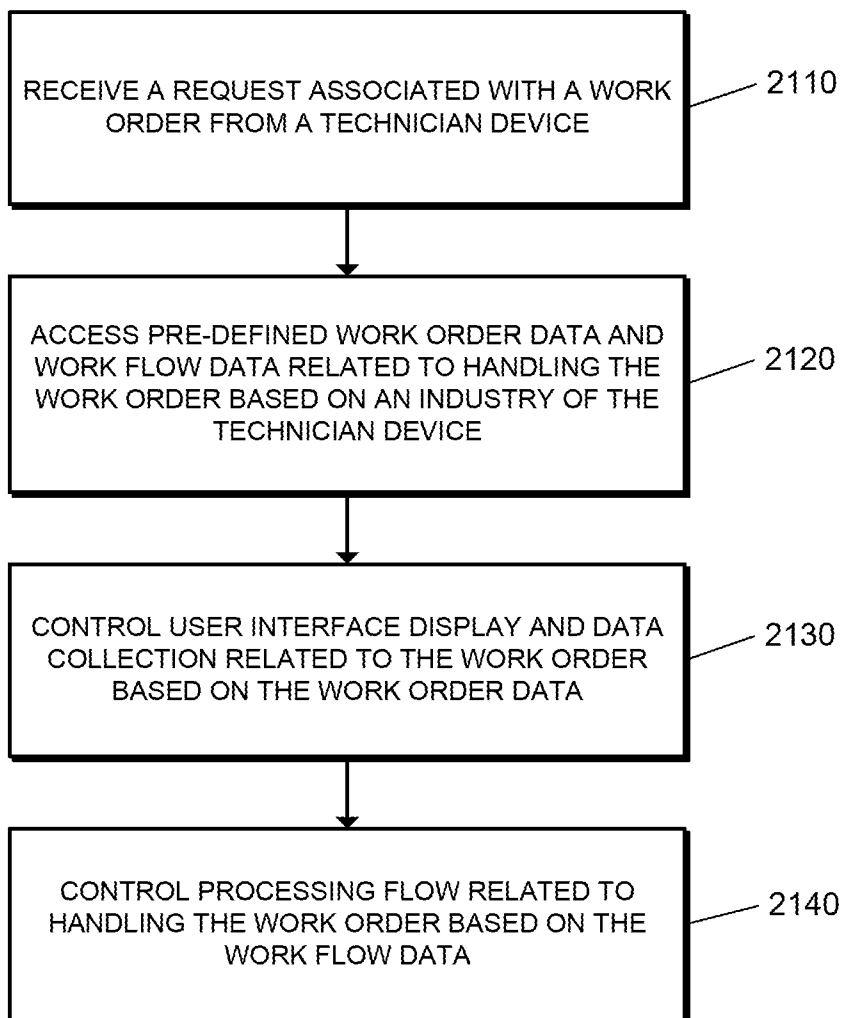 RECEIVE A REQUEST ASSOCIATED WITH A WORK
ORDER FROM A TECHNICIAN DEVICE
2110
ACCESS PRE-DEFINED WORK ORDER DATA AND
WORK FLOW DATA RELATED TO HANDLING THE
WORK ORDER BASED ON AN INDUSTRY OF THE
TECHNICIAN DEVICE
2120
CONTROL USER INTERFACE DISPLAY AND DATA
COLLECTION RELATED TO THE WORK ORDER
BASED ON THE WORK ORDER DATA
2130
CONTROL PROCESSING FLOW RELATED TO
HANDLING THE WORK ORDER BASED ON THE
WORK FLOW DATA
2140